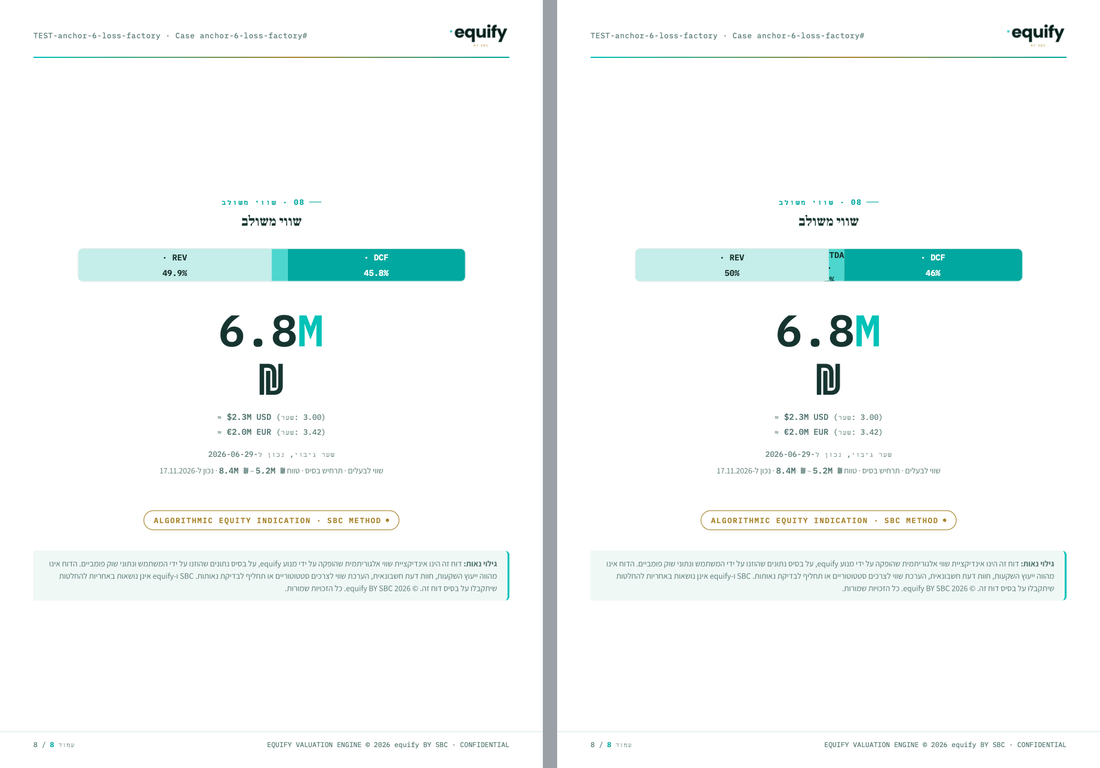 TEST-anchor-6-loss-factory · Case anchor-6-loss-factory#
equify
BY SBC
08 · שווי משולב
שווי משולב
· REV
49.9%
· DCF
45.8%
6.8M
₪
≈ $2.3M USD (שער: 3.00)
≈ €2.0M EUR (שער: 3.42)
שער גיבוי, נכון ל-2026-06-29
שווי לבעלים · תרחיש בסיס · טווח ₪ 5.2M – ₪ 8.4M · נכון ל-17.11.2026
ALGORITHMIC EQUITY INDICATION · SBC METHOD
גילוי נאות: דוח זה הינו אינדיקציית שווי אלגוריתמית שהופקה על ידי מנוע equify, על בסיס נתונים שהוזנו על ידי המשתמש ונתוני שוק פומביים. הדוח אינו
מהווה ייעוץ השקעות, חוות דעת חשבונאית, הערכת שווי לצרכים סטטוטוריים או תחליף לבדיקת נאותות. SBC ו-equify אינן נושאות באחריות להחלטות
שיתקבלו על בסיס דוח זה. © 2026 equify BY SBC. כל הזכויות שמורות.
8 / 8 עמוד
EQUIFY VALUATION ENGINE © 2026 equify BY SBC · CONFIDENTIAL
TEST-anchor-6-loss-factory · Case anchor-6-loss-factory#
equify
BY SBC
08 · שווי משולב
שווי משולב
· REV
50%
TDA
·
%
· DCF
46%
6.8M
₪
≈ $2.3M USD (שער: 3.00)
≈ €2.0M EUR (שער: 3.42)
שער גיבוי, נכון ל-2026-06-29
שווי לבעלים · תרחיש בסיס · טווח ₪ 5.2M – ₪ 8.4M · נכון ל-17.11.2026
ALGORITHMIC EQUITY INDICATION · SBC METHOD
גילוי נאות: דוח זה הינו אינדיקציית שווי אלגוריתמית שהופקה על ידי מנוע equify, על בסיס נתונים שהוזנו על ידי המשתמש ונתוני שוק פומביים. הדוח אינו
מהווה ייעוץ השקעות, חוות דעת חשבונאית, הערכת שווי לצרכים סטטוטוריים או תחליף לבדיקת נאותות. SBC ו-equify אינן נושאות באחריות להחלטות
שיתקבלו על בסיס דוח זה. © 2026 equify BY SBC. כל הזכויות שמורות.
8 / 8 עמוד
EQUIFY VALUATION ENGINE © 2026 equify BY SBC · CONFIDENTIAL